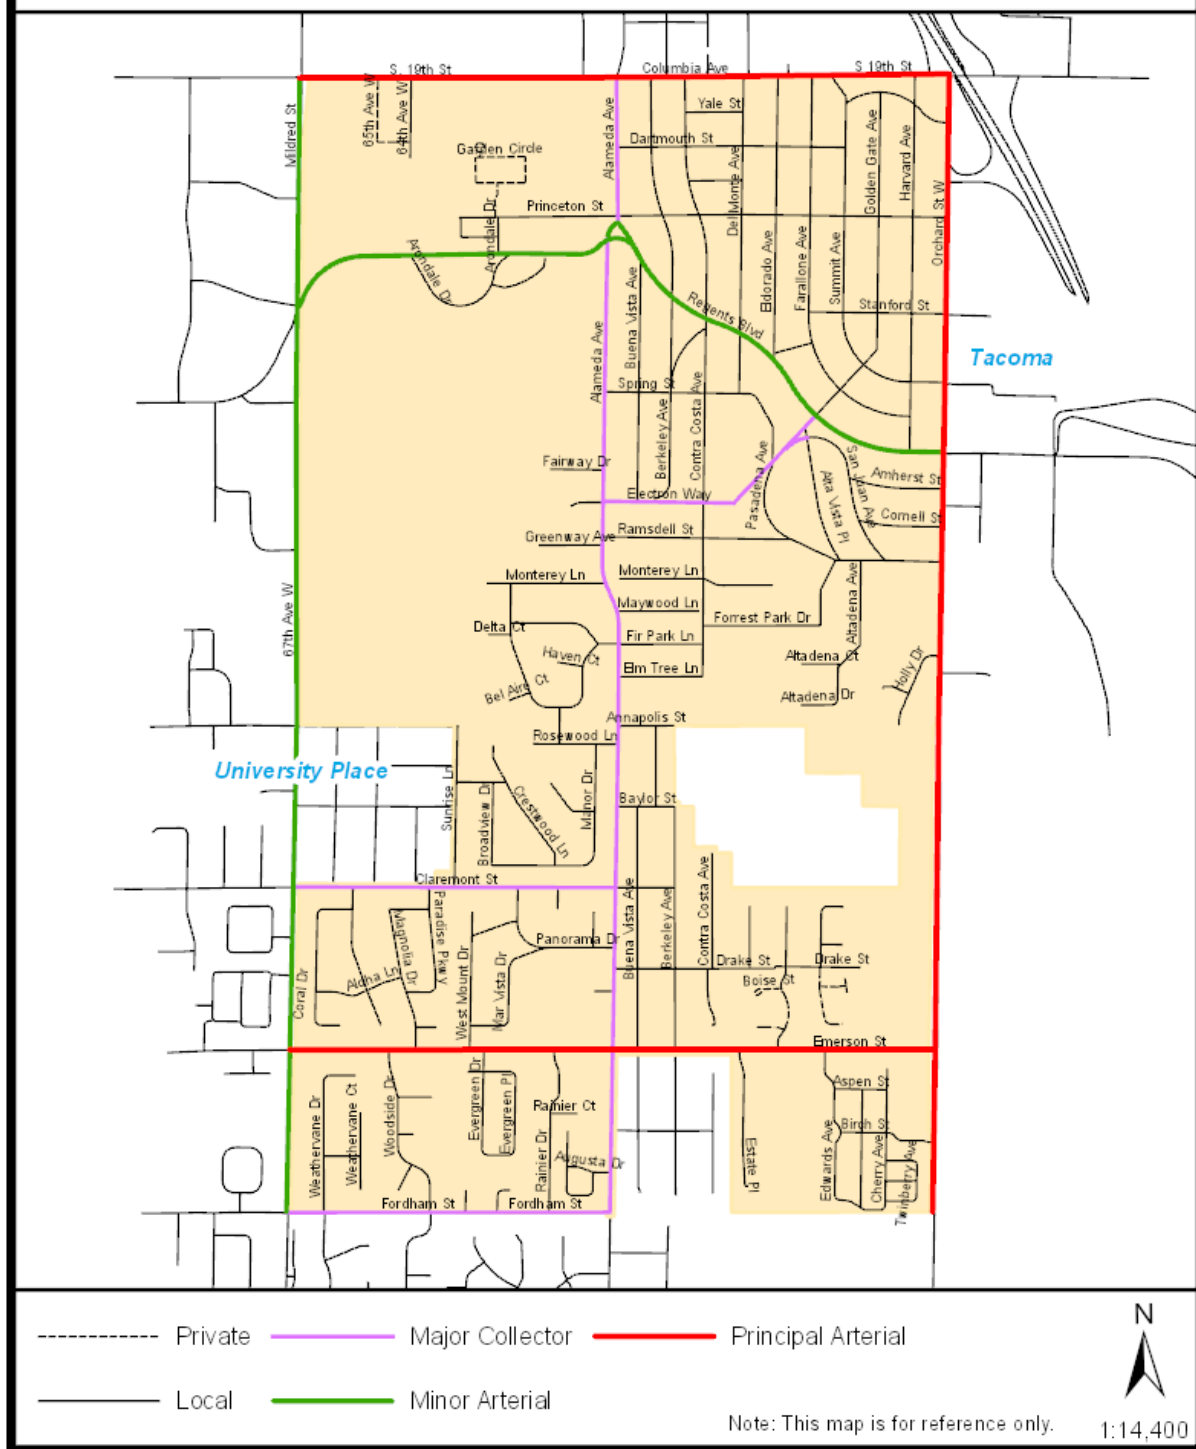 S. 19th St
Columbia Ave
S 19th St
Mildred St
65th Ave W
64th Ave W
Alameda Ave
Yale St
Dartmouth St
Garden Circle
Golden Gate Ave
Harvard Ave
Del Monte Ave
Princeton St
Arondale Dr
Arondale Dr
Orchard St W
Eldorado Ave
Farallone Ave
Summit Ave
Buena Vista Ave
Regents Blvd
Stanford St
Tacoma
Alameda Ave
Spring St
Berkeley Ave
Contra Costa Ave
Fairway Dr
Pasadena Ave
San Juan Ave
Alta Vista Pl
Amherst St
Electron Way
Cornell St
Greenway Ave
Ramsdell St
Monterey Ln
Monterey Ln
Maywood Ln
Forrest Park Dr
Altadena Ave
67th Ave W
Delta Ct
Fir Park Ln
Haven Ct
Altadena Ct
Holly Dr
Elm Tree Ln
Bel Aire Ct
Altadena Dr
Annapolis St
Rosewood Ln
University Place
Sunrise Ln
Broadview Dr
Crestwood Ln
Manor Dr
Baylor St
Claremont St
Paradise Pkwy
Magnolia Dr
Buena Vista Ave
Berkeley Ave
Contra Costa Ave
Panorama Dr
West Mount Dr
Mar Vista Dr
Drake St
Drake St
Aloha Ln
Boise St
Coral Dr
Emerson St
Weathervane Dr
Weathervane Ct
Woodside Dr
Evergreen Dr
Evergreen Pl
Rainier Ct
Rainier Dr
Augusta Dr
Estate Pl
Aspen St
Birch St
Edwards Ave
Cherry Ave
Twinberry Ave
Fordham St
Fordham St
Private
Major Collector
Principal Arterial
N
Local
Minor Arterial
Note: This map is for reference only.
1:14,400